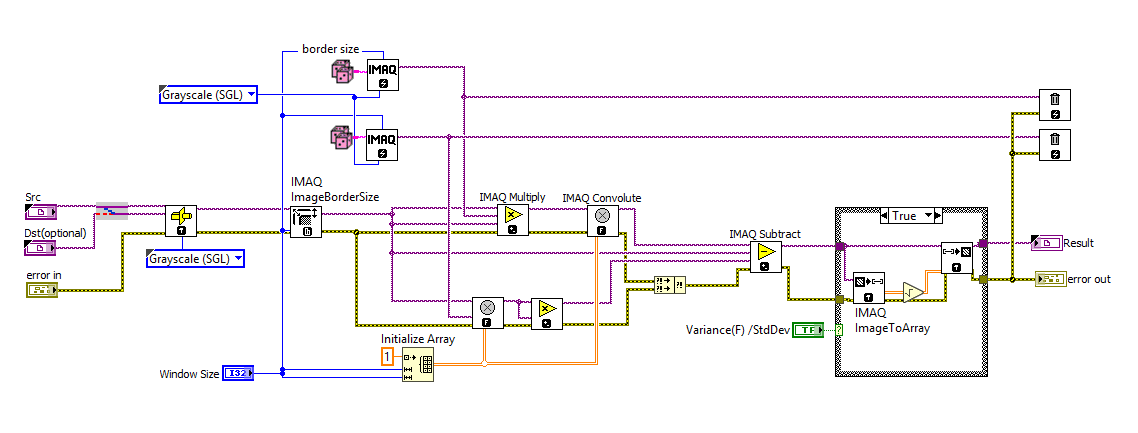 border size
IMAQ
Grayscale (SGL)
IMAQ
IMAQ
ImageBorderSize
Src
IMAQ Multiply
IMAQ Convolute
True
Dst(optional)
IMAQ Subtract
Result
Grayscale (SGL)
error in
error out
IMAQ
ImageToArray
Variance(F) /StdDev
TF
?
Initialize Array
1
Window Size
I32